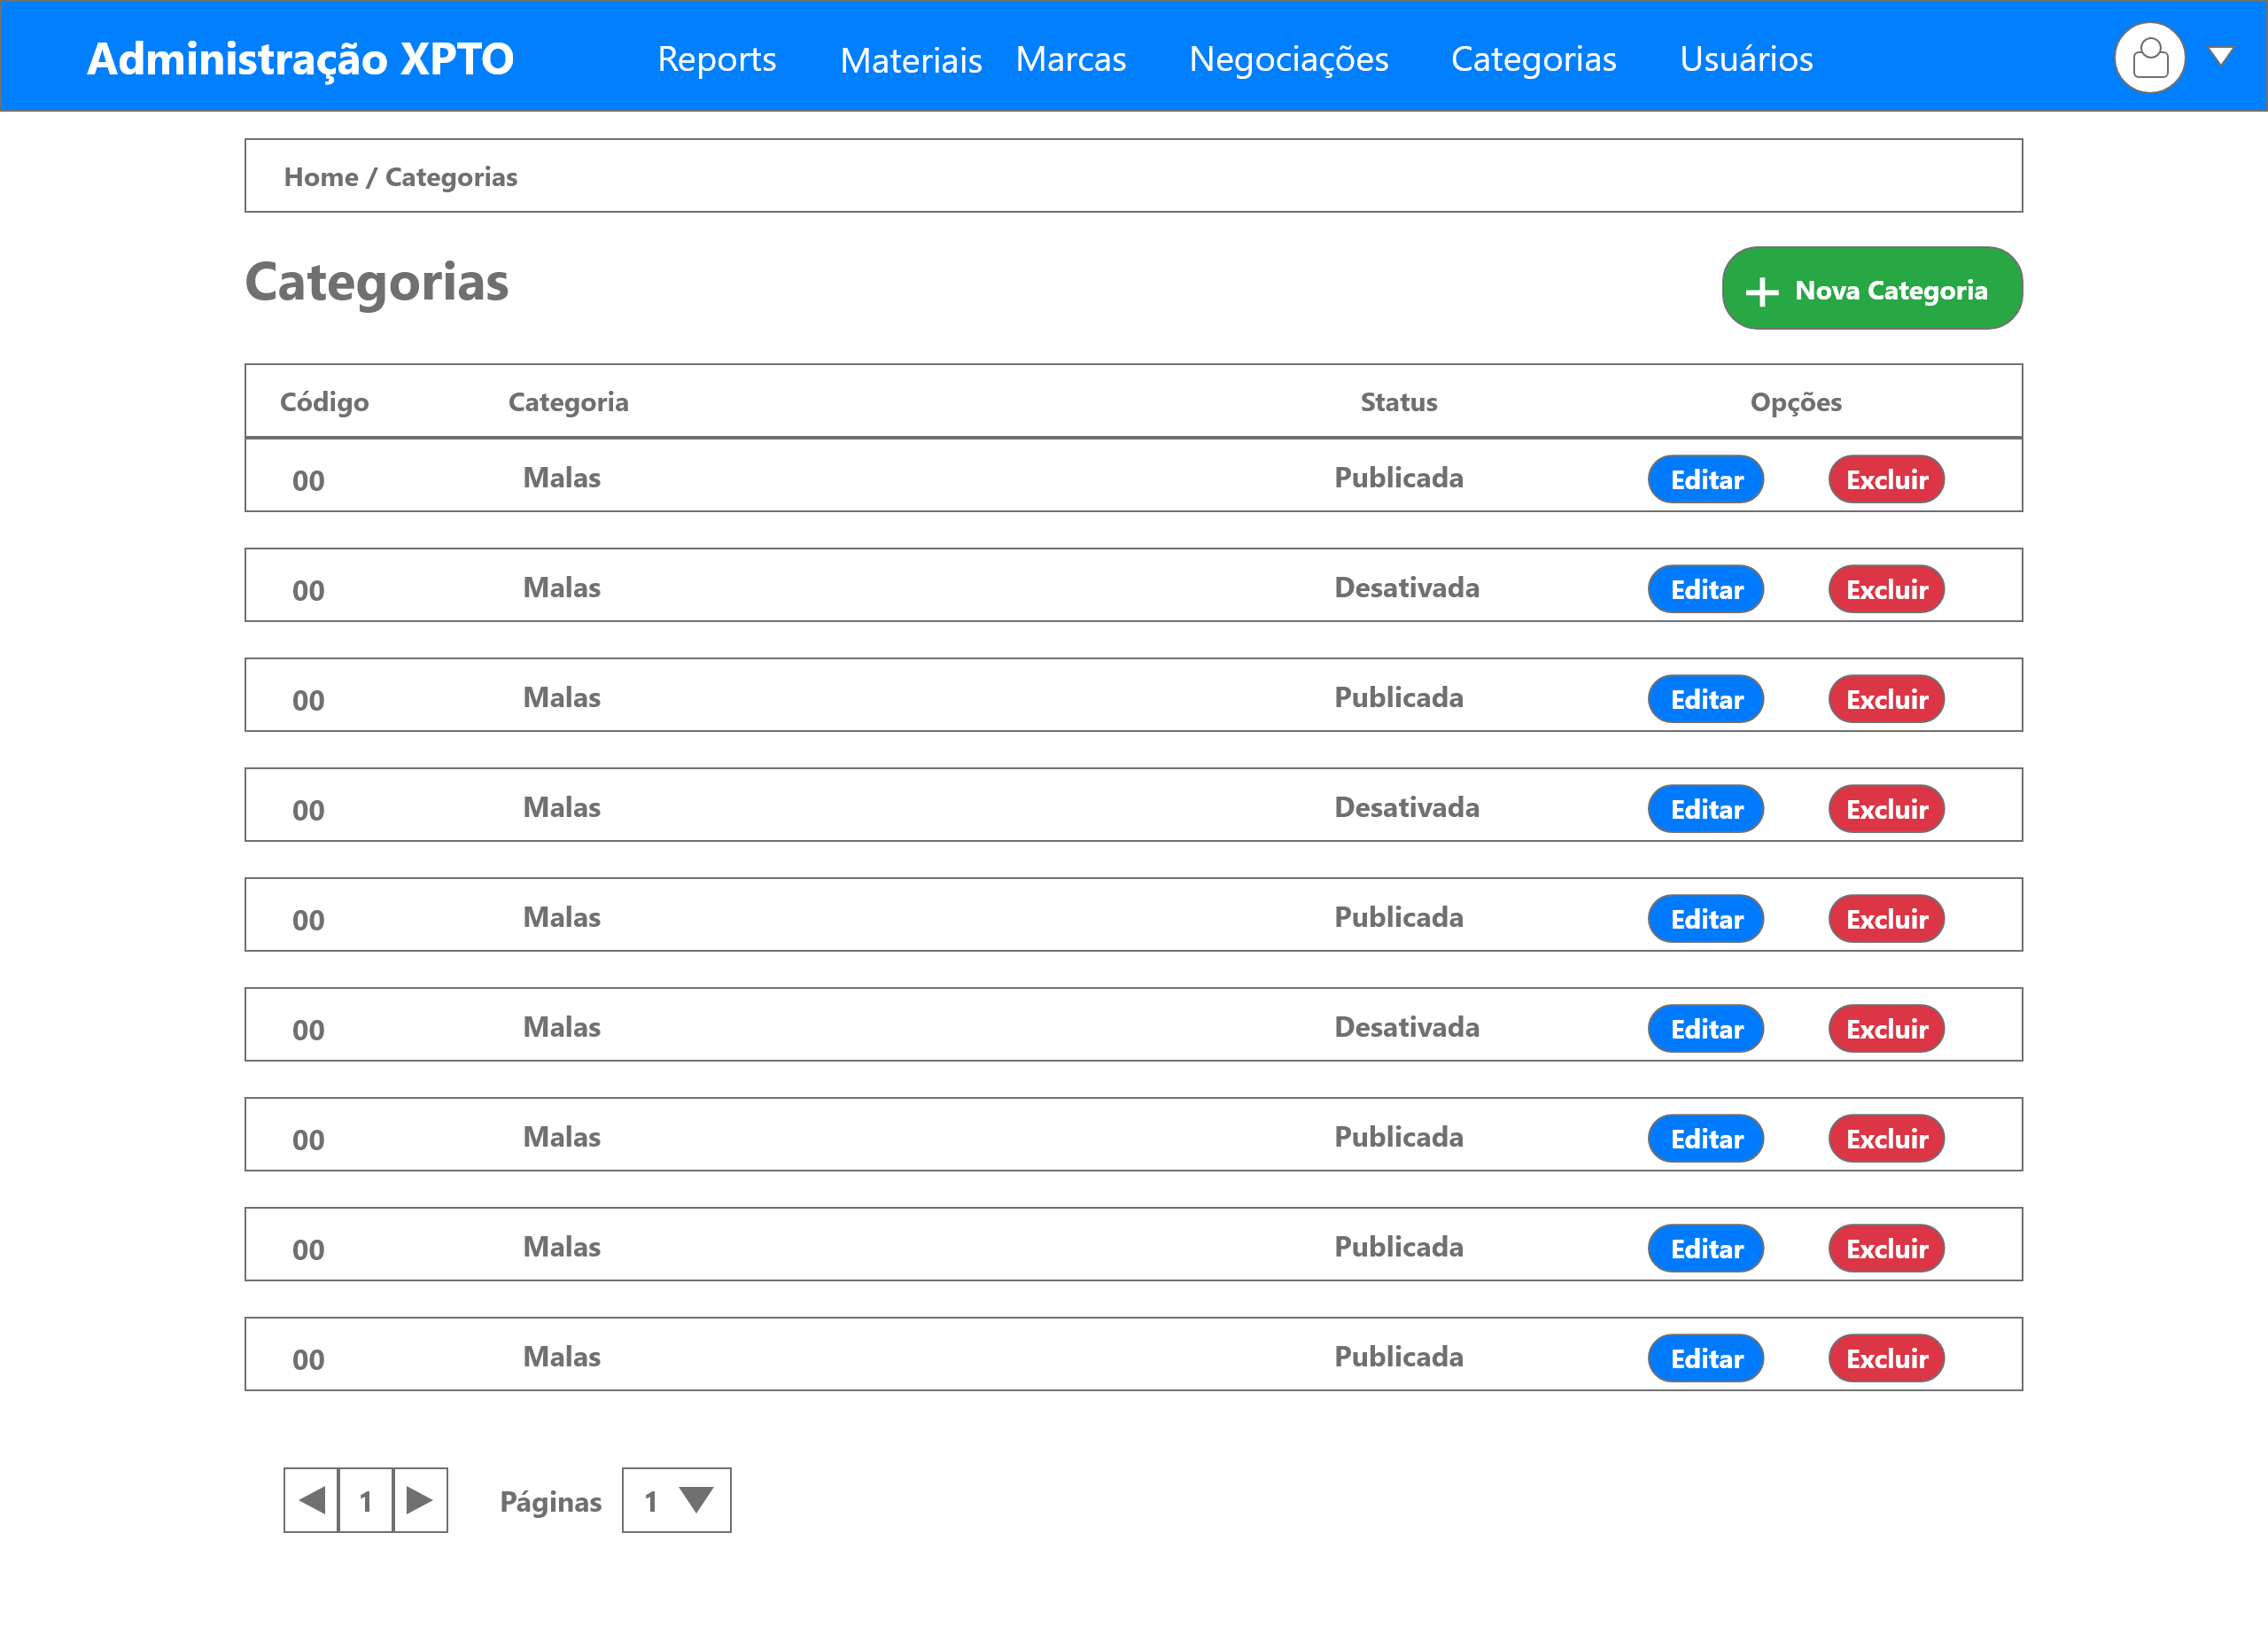 Administração XPTO Reports Materiais Marcas Negociações Categorias Usuários
Home / Categorias
Categorias
+ Nova Categoria
Código Categoria Status Opções
00 Malas Publicada Editar Excluir
00 Malas Desativada Editar Excluir
00 Malas Publicada Editar Excluir
00 Malas Desativada Editar Excluir
00 Malas Publicada Editar Excluir
00 Malas Desativada Editar Excluir
00 Malas Publicada Editar Excluir
00 Malas Publicada Editar Excluir
00 Malas Publicada Editar Excluir
1 Páginas 1